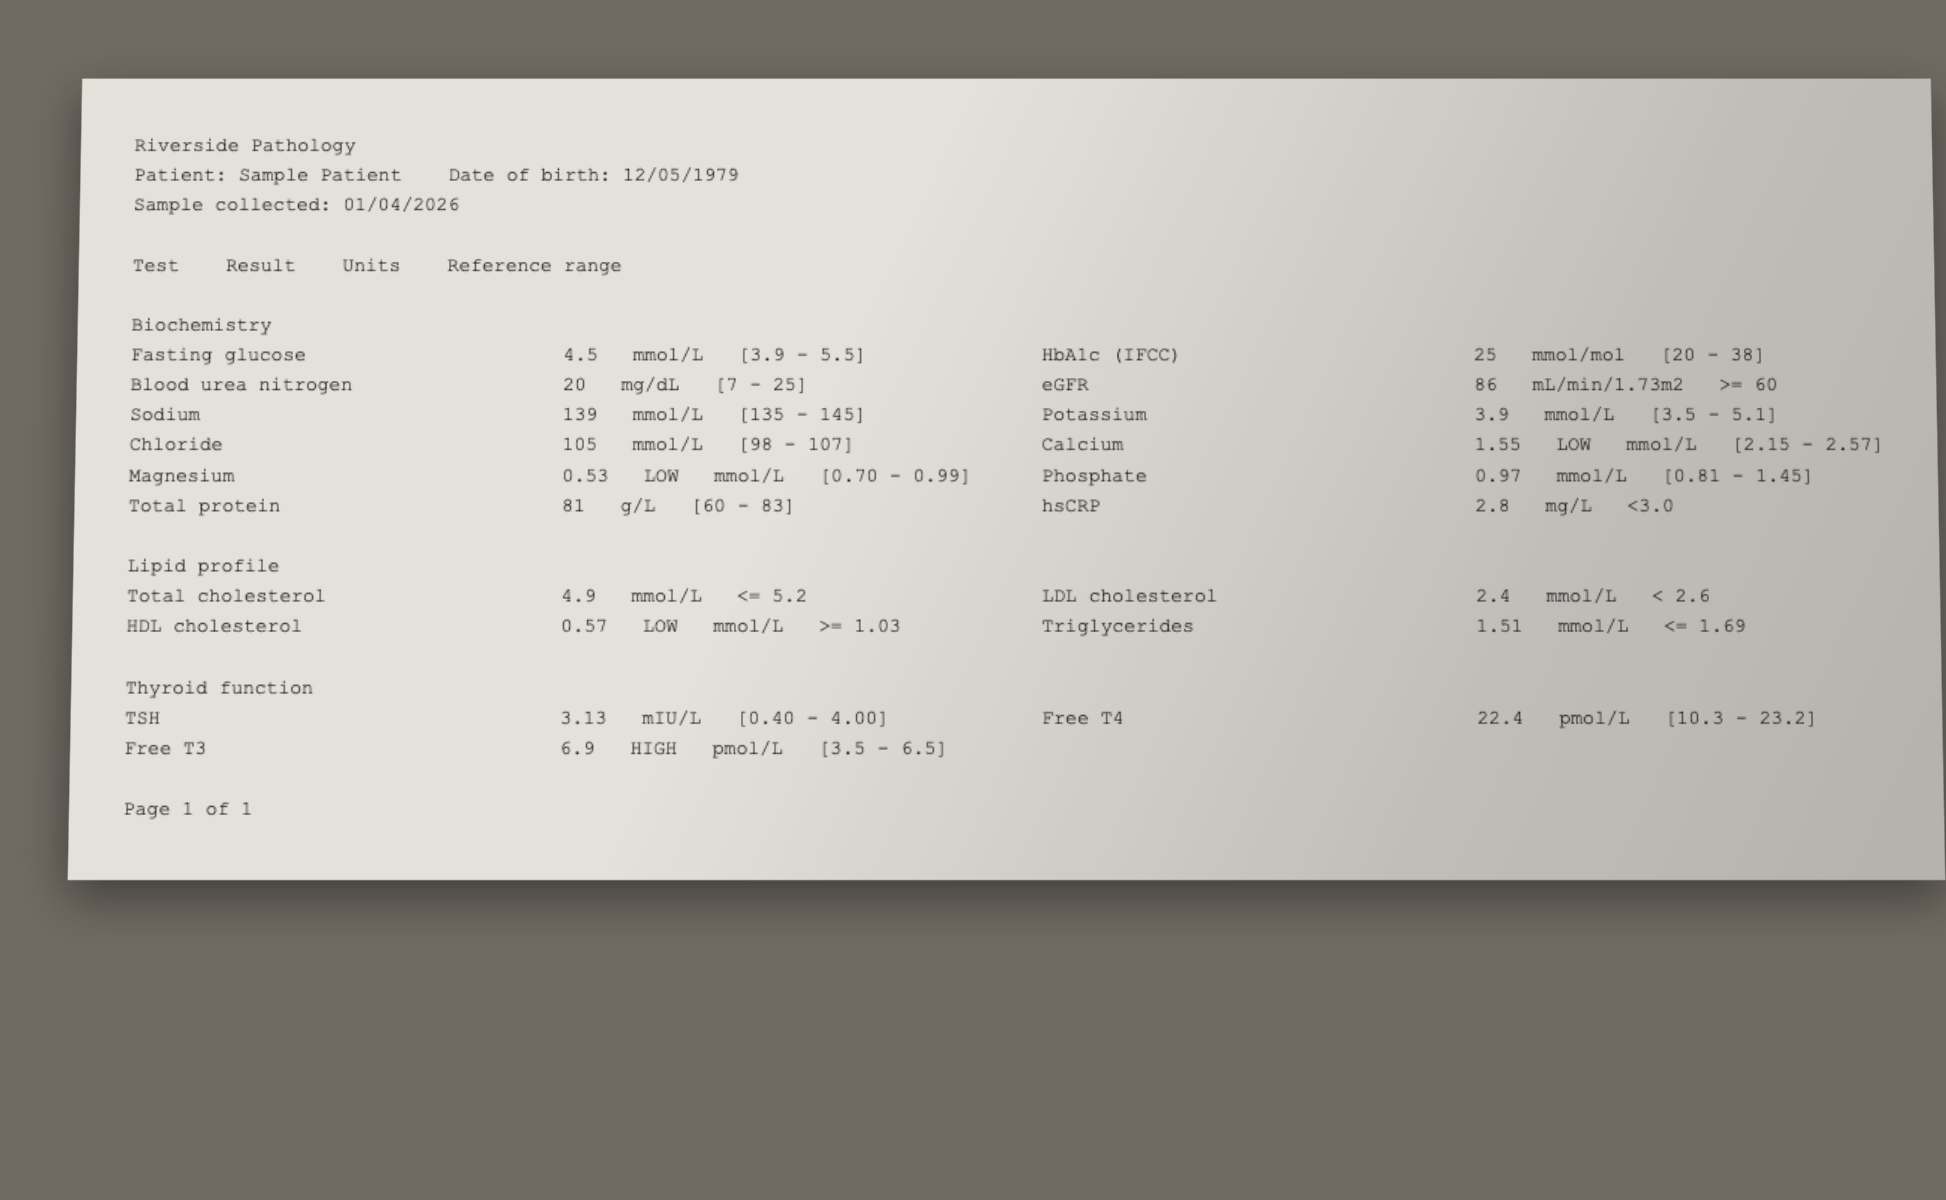 Riverside Pathology
Patient: Sample Patient    Date of birth: 12/05/1979
Sample collected: 01/04/2026
Test    Result    Units    Reference range
Biochemistry
Fasting glucose    4.5   mmol/L   [3.9 - 5.5]    HbA1c (IFCC)    25   mmol/mol   [20 - 38]
Blood urea nitrogen    20   mg/dL   [7 - 25]    eGFR    86   mL/min/1.73m2   >= 60
Sodium    139   mmol/L   [135 - 145]    Potassium    3.9   mmol/L   [3.5 - 5.1]
Chloride    105   mmol/L   [98 - 107]    Calcium    1.55   LOW   mmol/L   [2.15 - 2.57]
Magnesium    0.53   LOW   mmol/L   [0.70 - 0.99]    Phosphate    0.97   mmol/L   [0.81 - 1.45]
Total protein    81   g/L   [60 - 83]    hsCRP    2.8   mg/L   <3.0
Lipid profile
Total cholesterol    4.9   mmol/L   <= 5.2    LDL cholesterol    2.4   mmol/L   < 2.6
HDL cholesterol    0.57   LOW   mmol/L   >= 1.03    Triglycerides    1.51   mmol/L   <= 1.69
Thyroid function
TSH    3.13   mIU/L   [0.40 - 4.00]    Free T4    22.4   pmol/L   [10.3 - 23.2]
Free T3    6.9   HIGH   pmol/L   [3.5 - 6.5]
Page 1 of 1